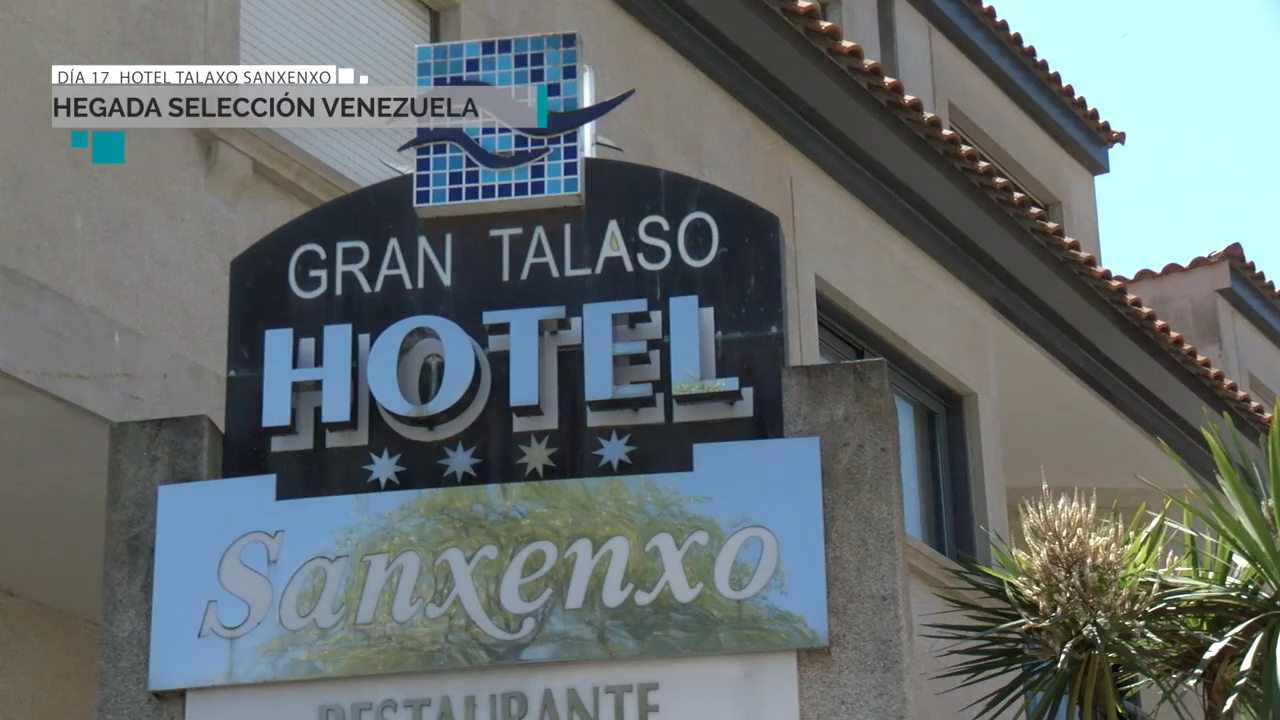 DÍA 17 HOTEL TALAXO SANXENXO
HEGADA SELECCIÓN VENEZUELA
GRAN TALASO
HOTEL
Sanxenxo
RESTAURANTE